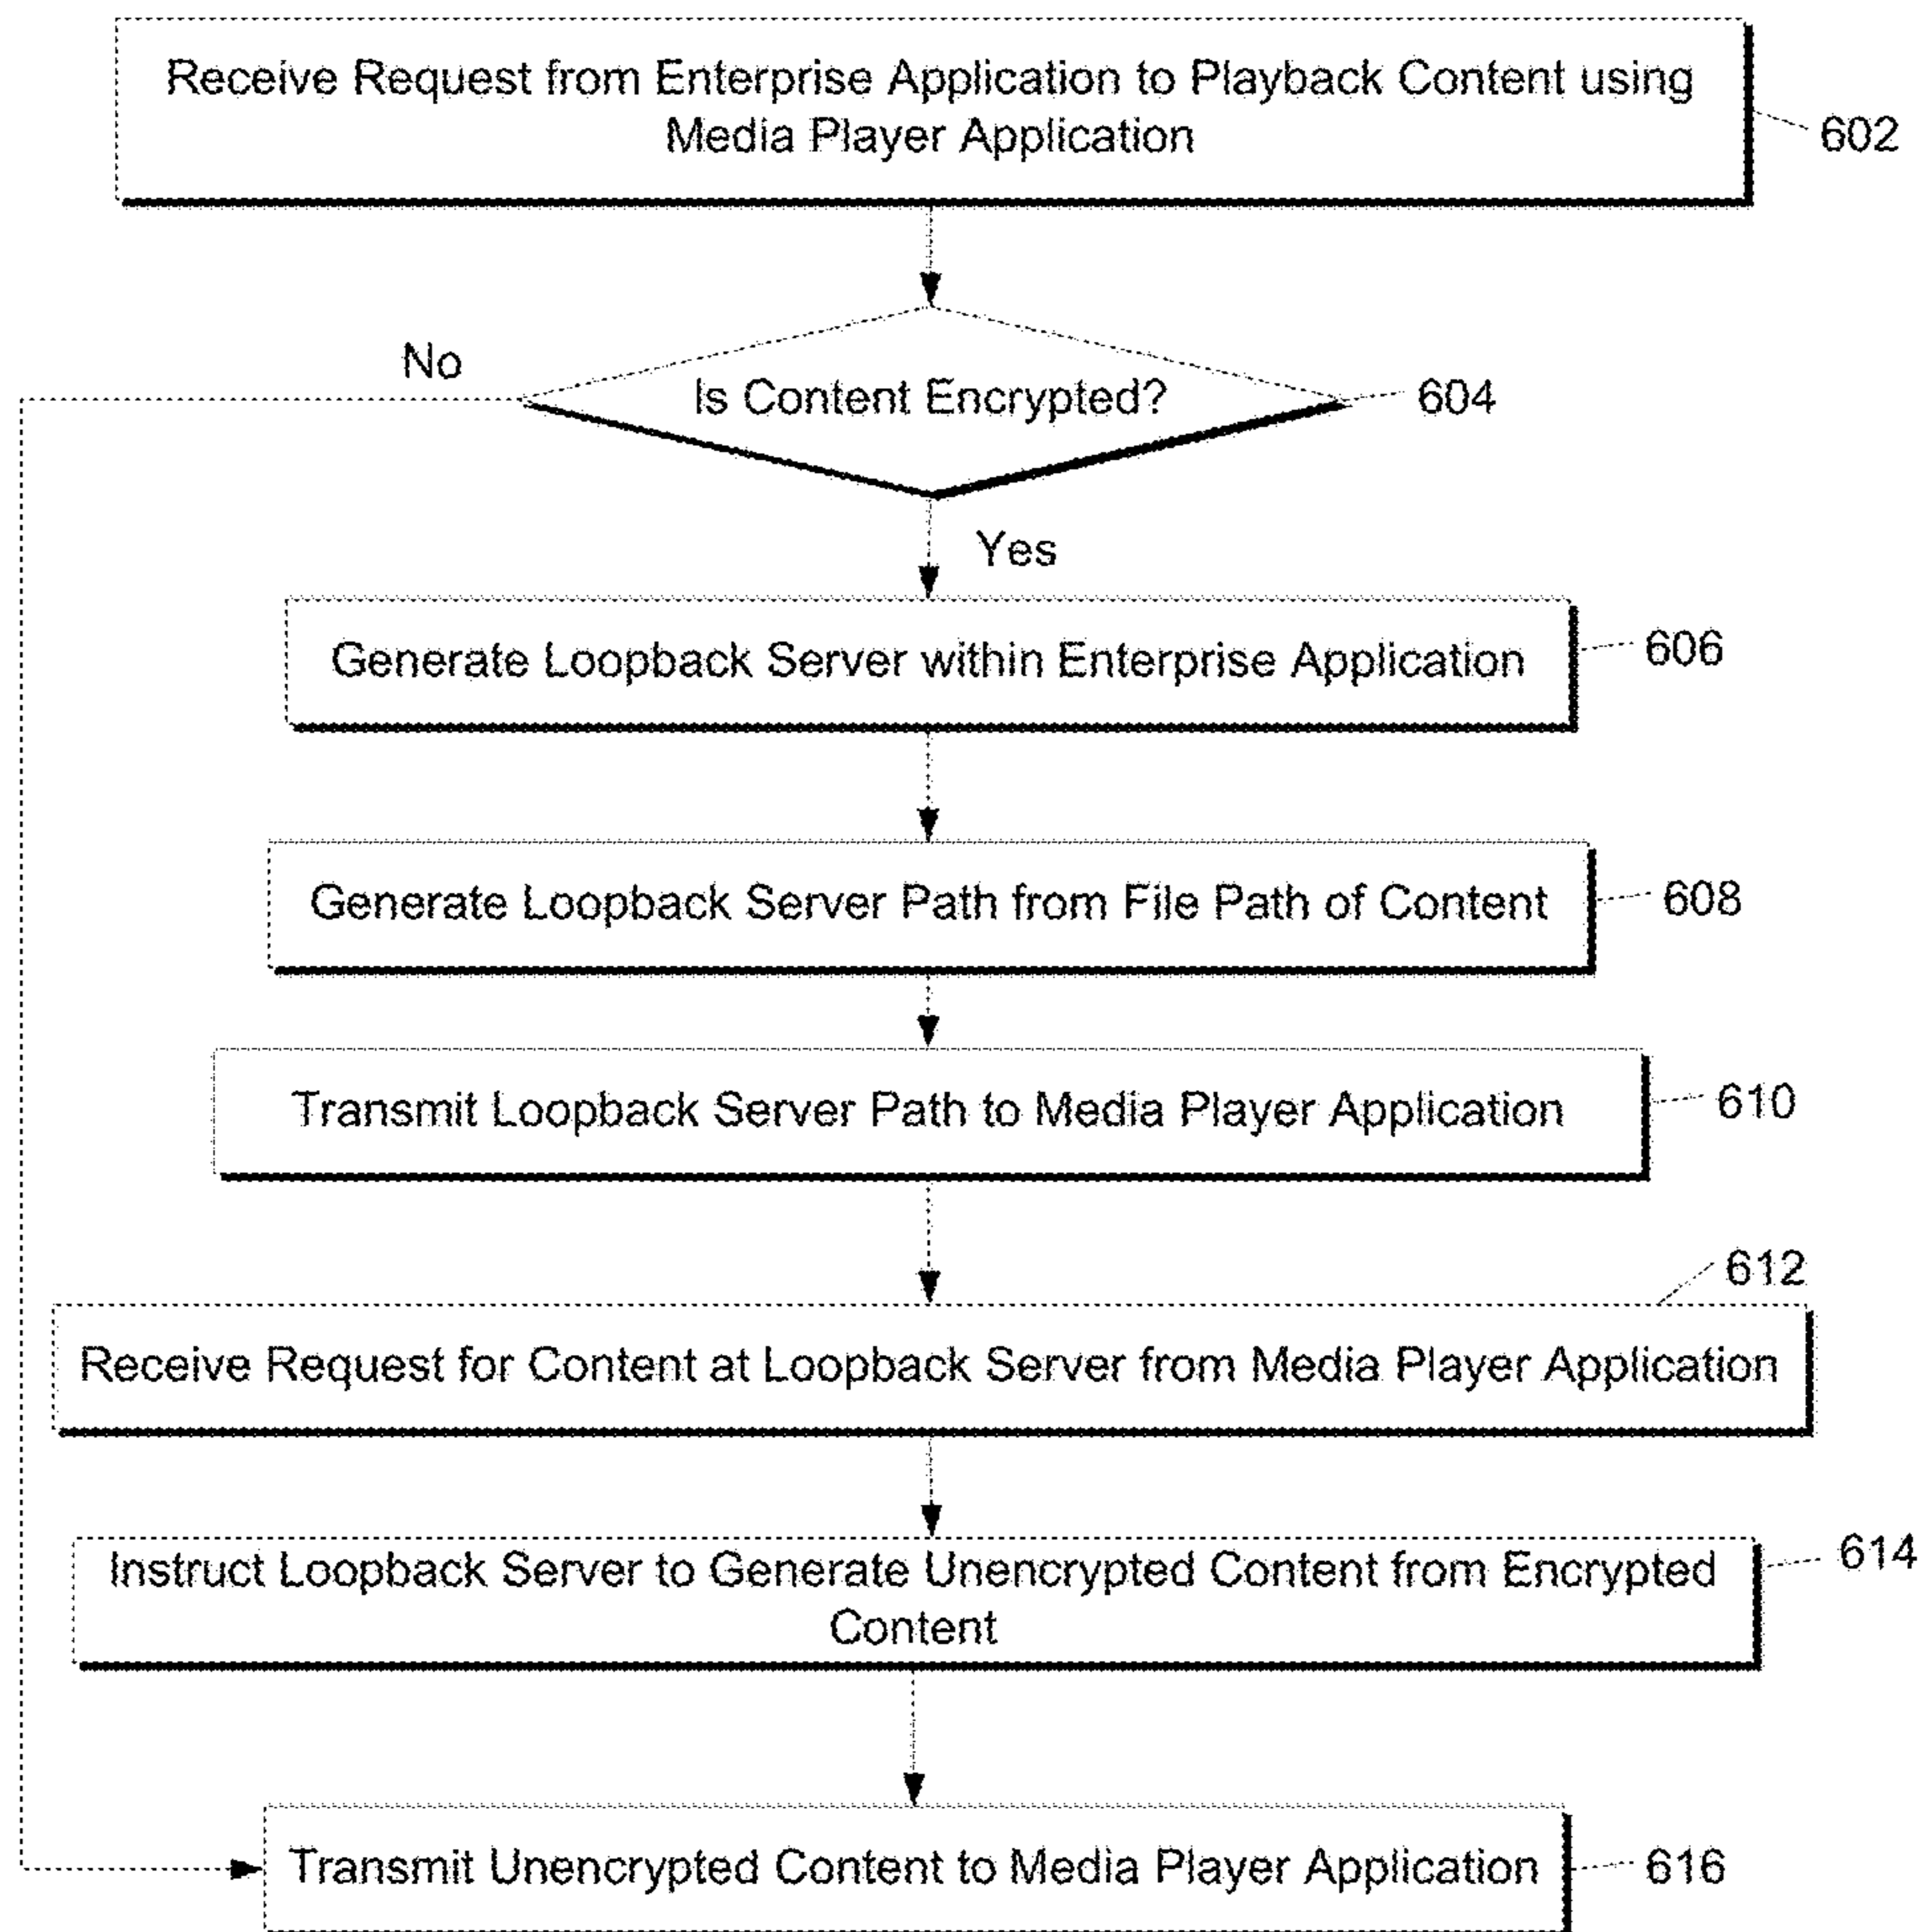 Receive Request from Enterprise Application to Playback Content using
Media Player Application
602
No
Is Content Encrypted?
604
Yes
Generate Loopback Server within Enterprise Application
606
Generate Loopback Server Path from File Path of Content
608
Transmit Loopback Server Path to Media Player Application
610
612
Receive Request for Content at Loopback Server from Media Player Application
Instruct Loopback Server to Generate Unencrypted Content from Encrypted
Content
614
Transmit Unencrypted Content to Media Player Application
616